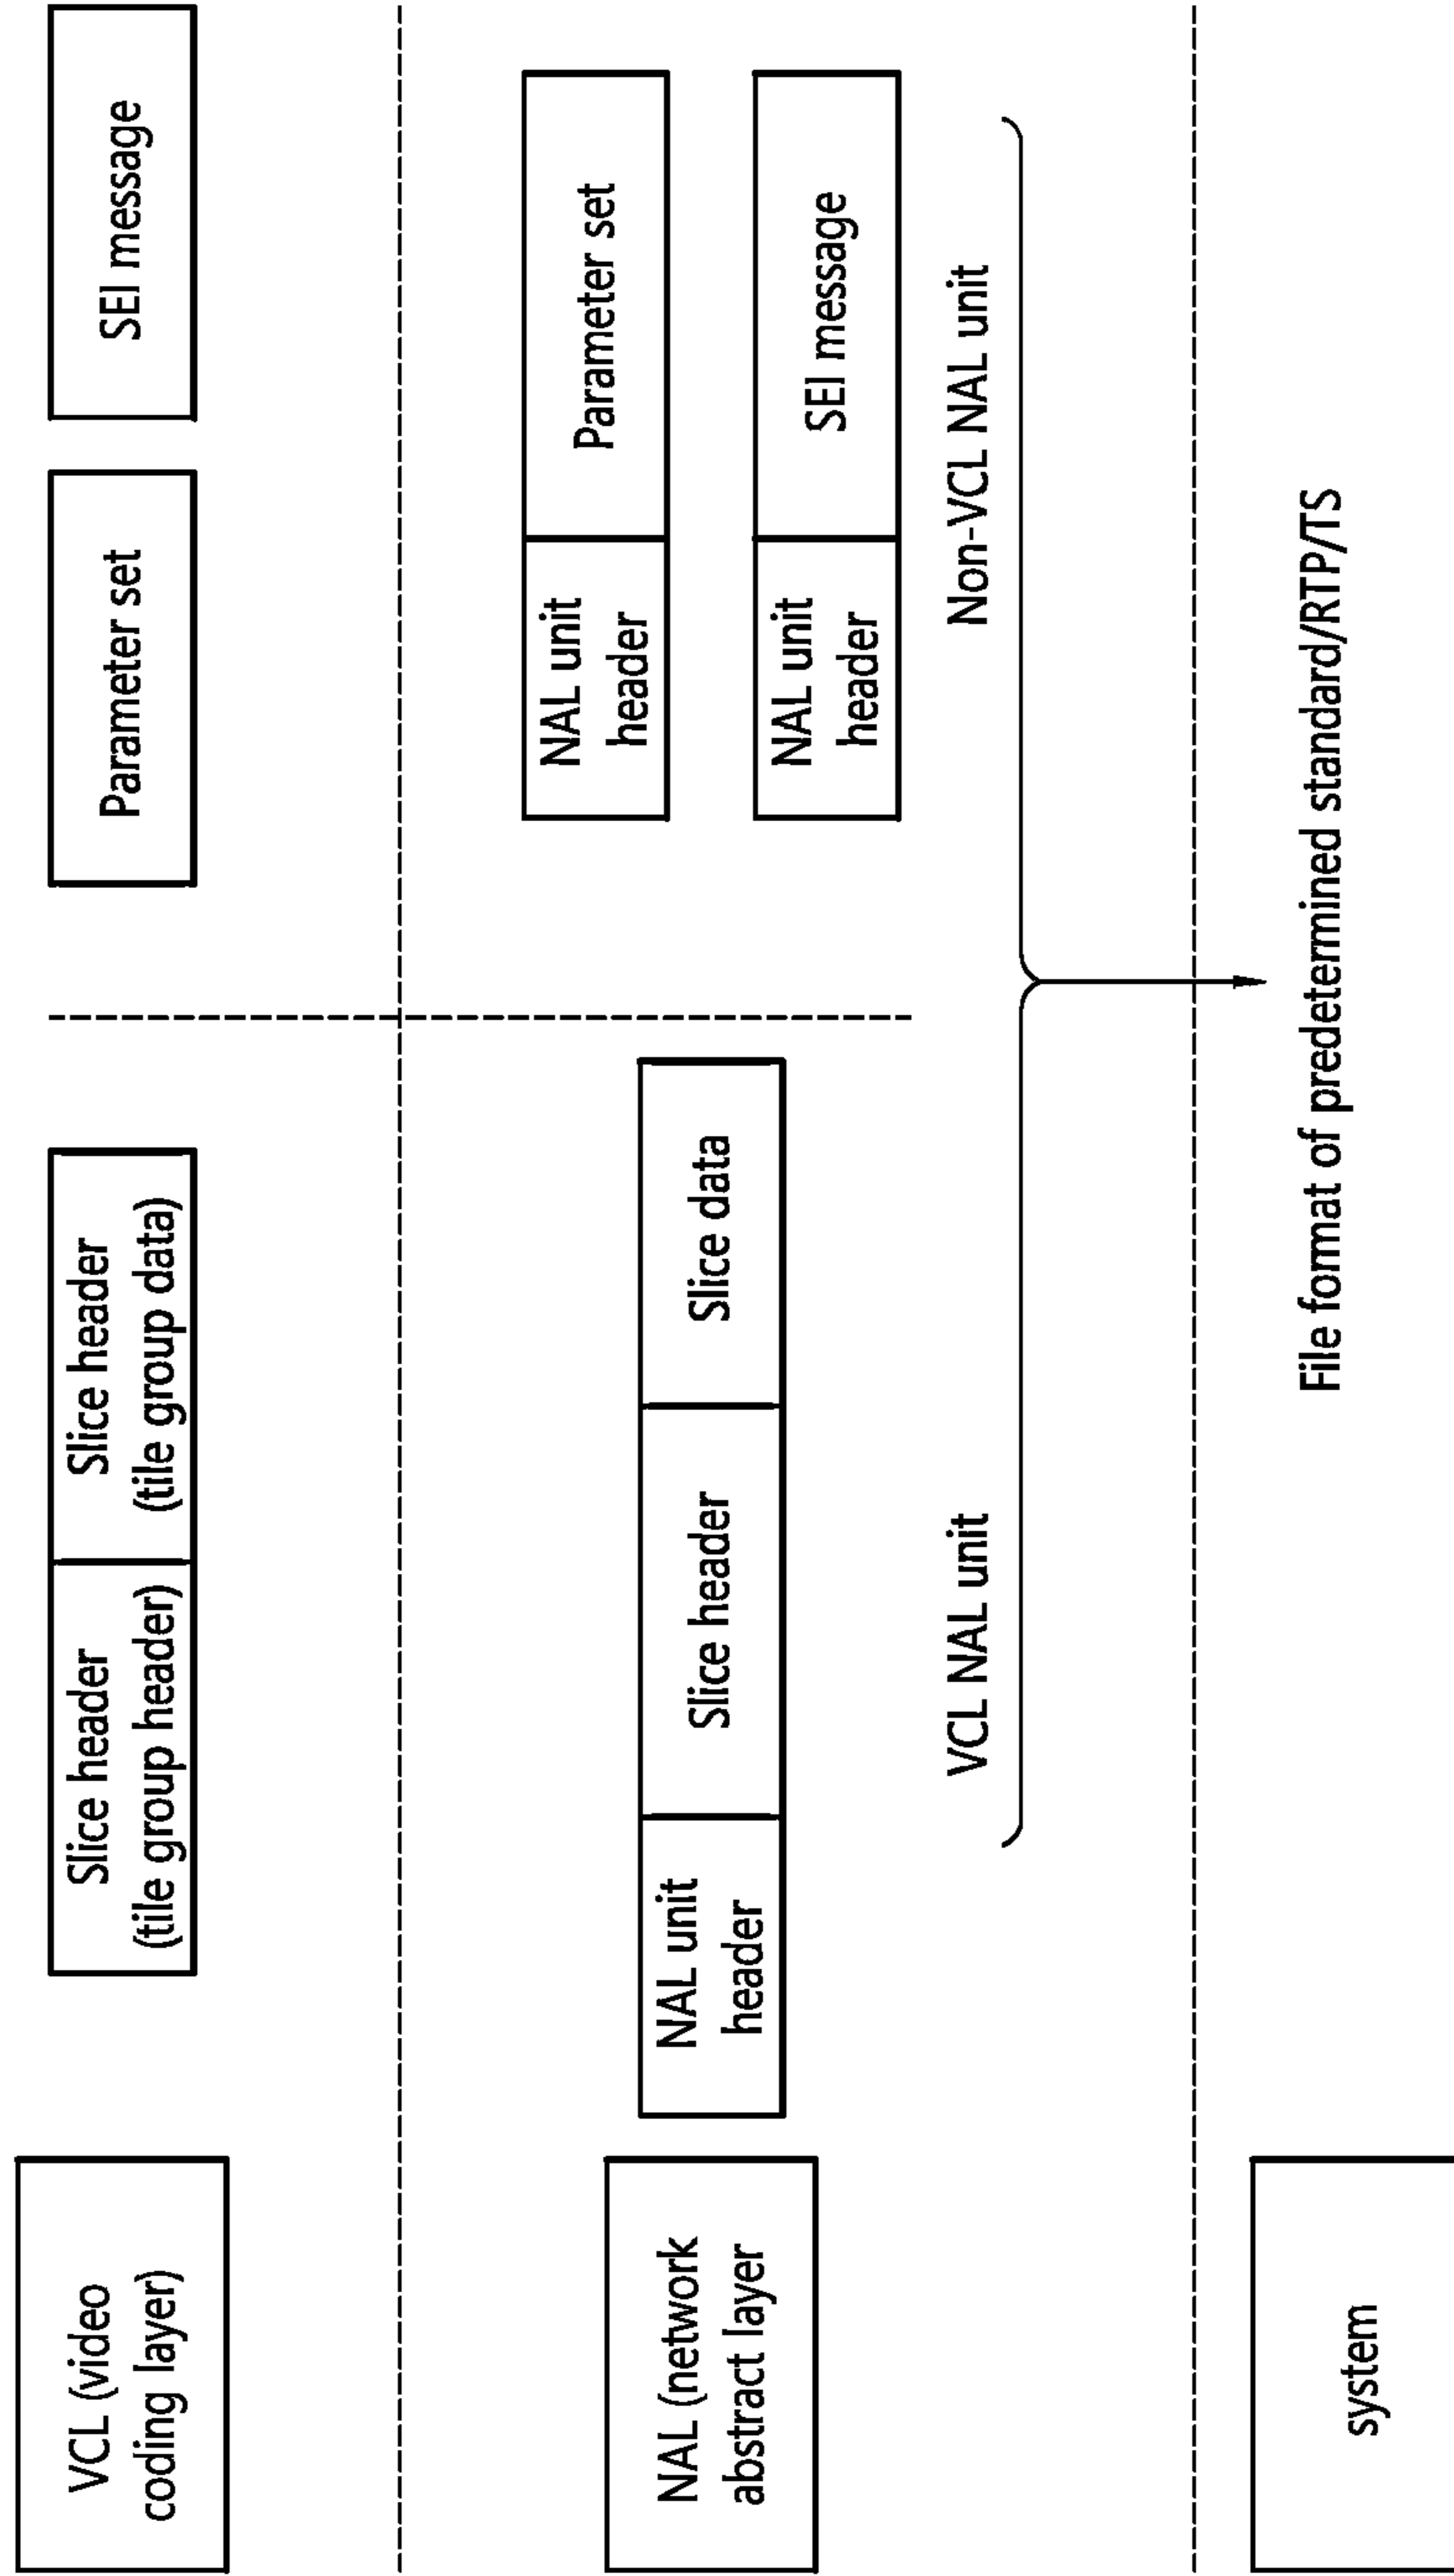 VCL (video
coding layer)
Slice header
(tile group header)
Slice header
(tile group data)
Parameter set
SEI message
NAL (network
abstract layer)
NAL unit
header
Slice header
Slice data
NAL unit
header
Parameter set
NAL unit
header
SEI message
VCL NAL unit
Non-VCL NAL unit
system
File format of predetermined standard/RTP/TS